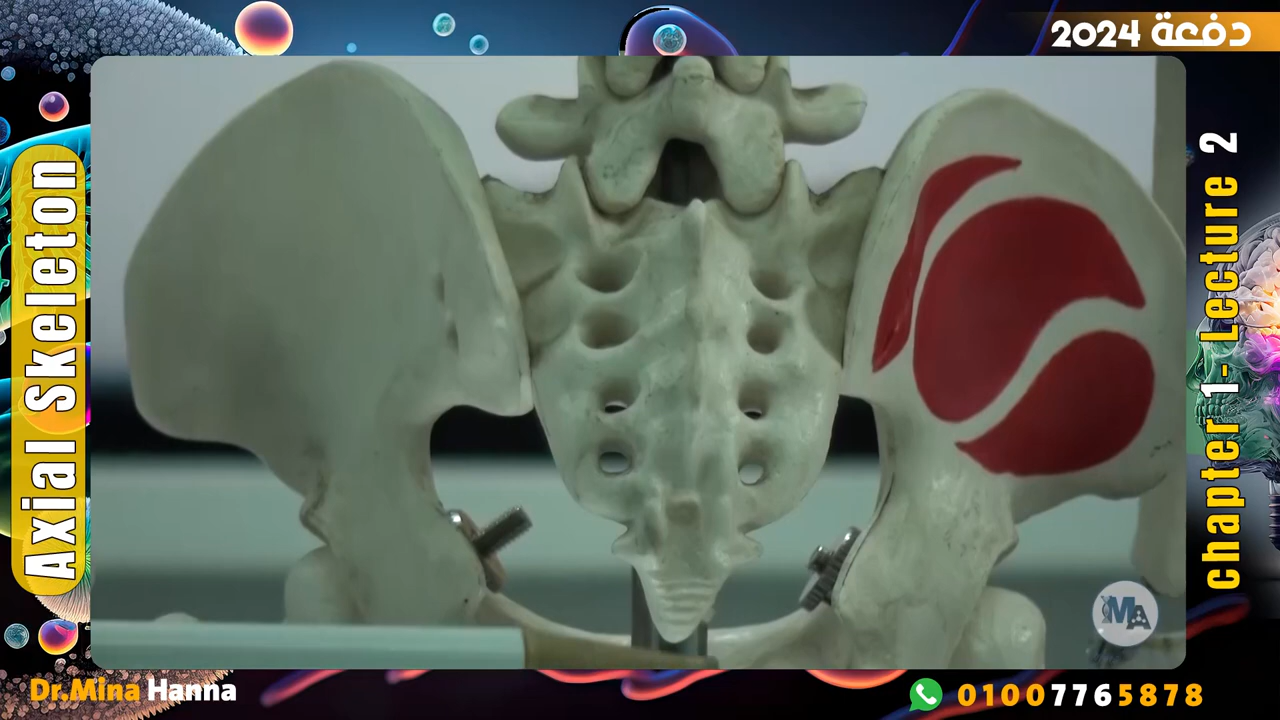 دفعة 2024
Axial Skeleton
chapter 1- Lecture 2
MA
Dr.Mina Hanna
01007765878